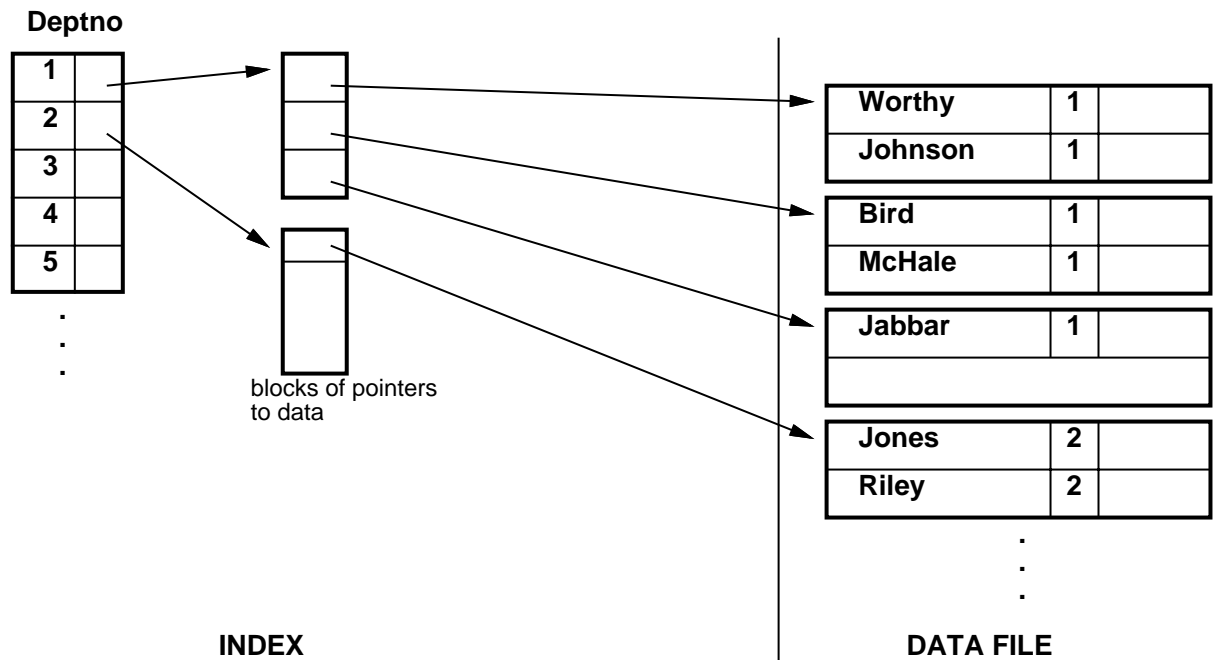 Deptno
1
2
3
4
5
.
.
.
blocks of pointers
to data
INDEX
Worthy 1
Johnson 1
Bird 1
McHale 1
Jabbar 1
Jones 2
Riley 2
.
.
.
DATA FILE